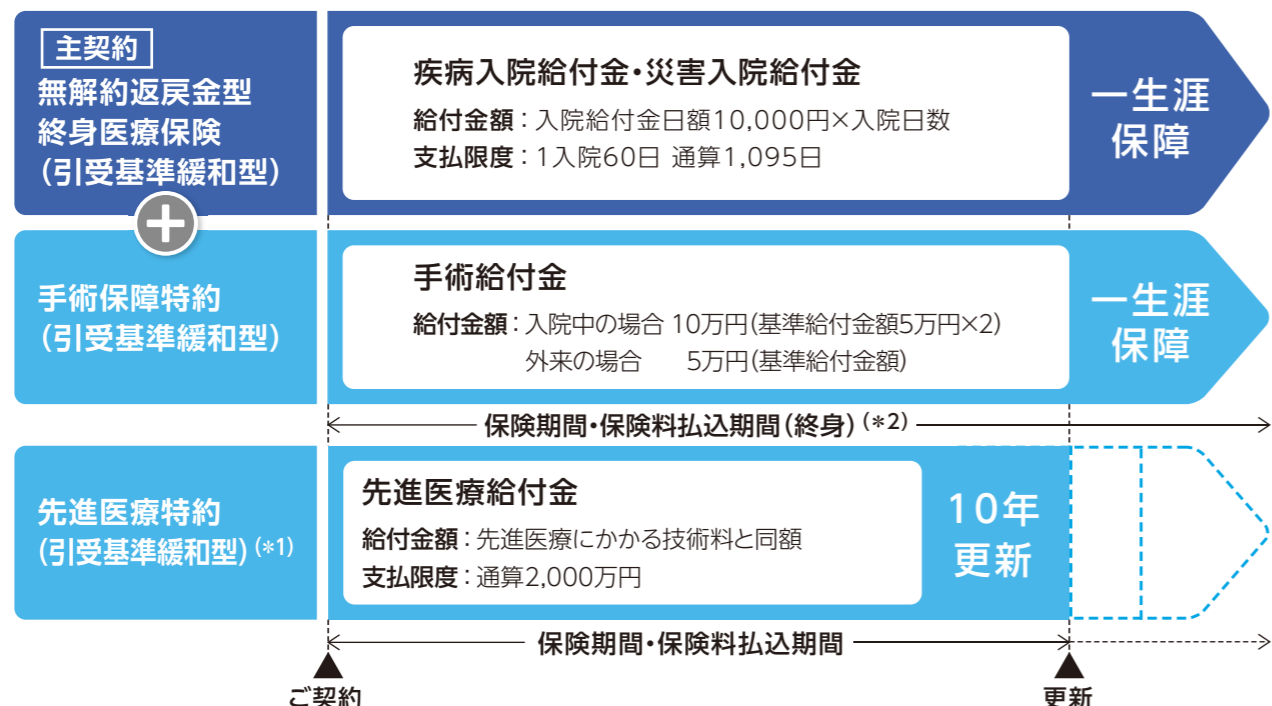 主契約
無解約返戻金型
終身医療保険
(引受基準緩和型)
疾病入院給付金・災害入院給付金
給付金額：入院給付金日額10,000円×入院日数
支払限度：1入院60日 通算1,095日
一生涯
保障
手術保障特約
(引受基準緩和型)
手術給付金
給付金額：入院中の場合 10万円(基準給付金額5万円×2)
外来の場合 5万円(基準給付金額)
一生涯
保障
保険期間・保険料払込期間(終身)(*2)
先進医療特約
(引受基準緩和型)(*1)
先進医療給付金
給付金額：先進医療にかかる技術料と同額
支払限度：通算2,000万円
10年
更新
保険期間・保険料払込期間
ご契約
更新